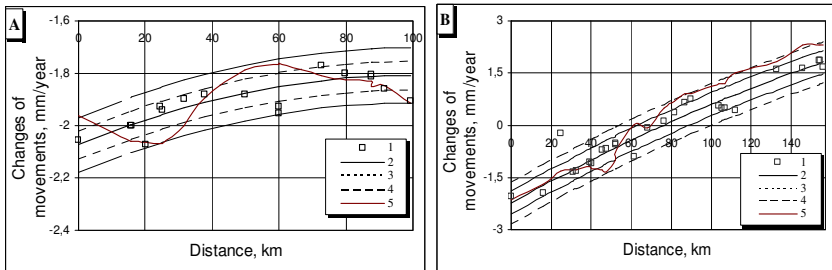 A
-1,6
0 20 40 60 80 100
-1,8
-2
-2,2
-2,4
Changes of
movements, mm/year
Distance, km
1
2
3
4
5
B
3
1,5
0
-1,5
-3
0 20 40 60 80 100 120 140
Changes of
movements, mm/year
Distance, km
1
2
3
4
5